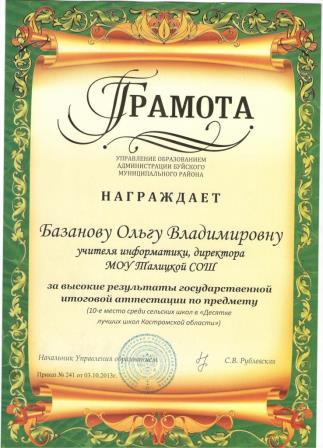 ГРАМОТА
УПРАВЛЕНИЕ ОБРАЗОВАНИЕМ
АДМИНИСТРАЦИИ БУЙСКОГО
МУНИЦИПАЛЬНОГО РАЙОНА
НАГРАЖДАЕТ
Базанову Ольгу Владимировну
учителя информатики, директора
МОУ Талицкой СОШ
за высокие результаты государственной
итоговой аттестации по предмету
(10-е место среди сельских школ в «Десятке
лучших школ Костромской области»)
Начальник Управления образованием С.В. Рублевская
Приказ № 241 от 03.10.2013г.